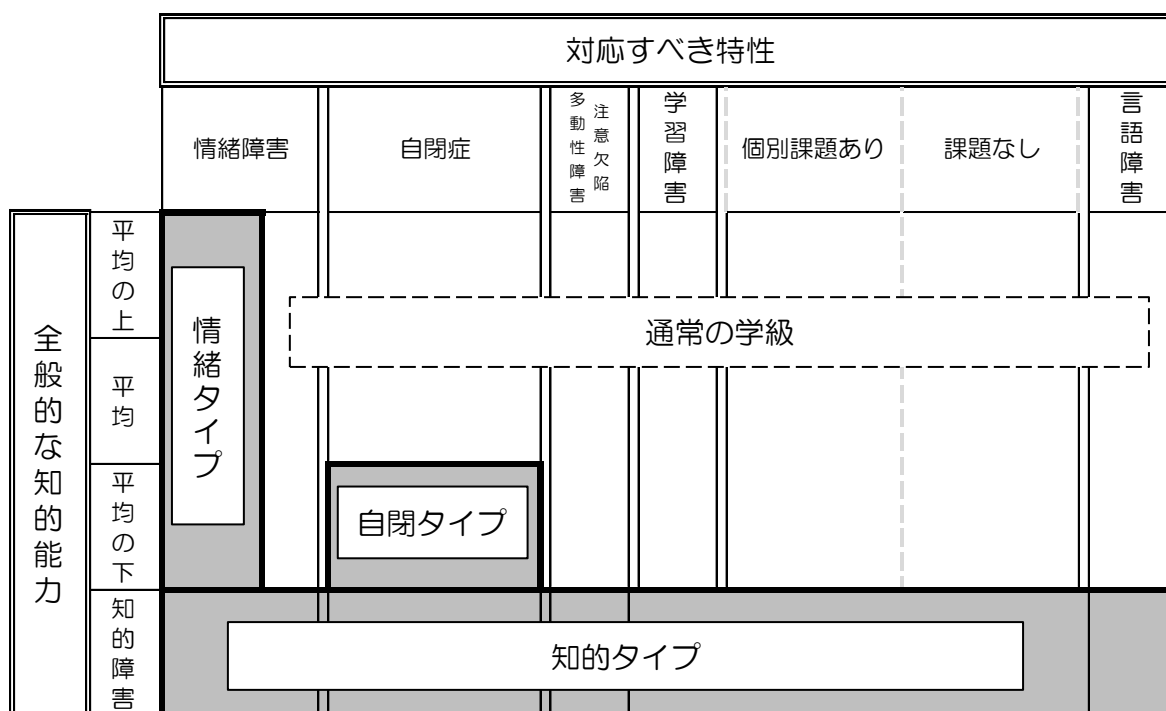 対応すべき特性
情緒障害
自閉症
注意欠陥
多動性障害
学習障害
個別課題あり
課題なし
言語障害
全般的な知的能力
平均の上
平均
平均の下
知的障害
情緒タイプ
通常の学級
自閉タイプ
知的タイプ